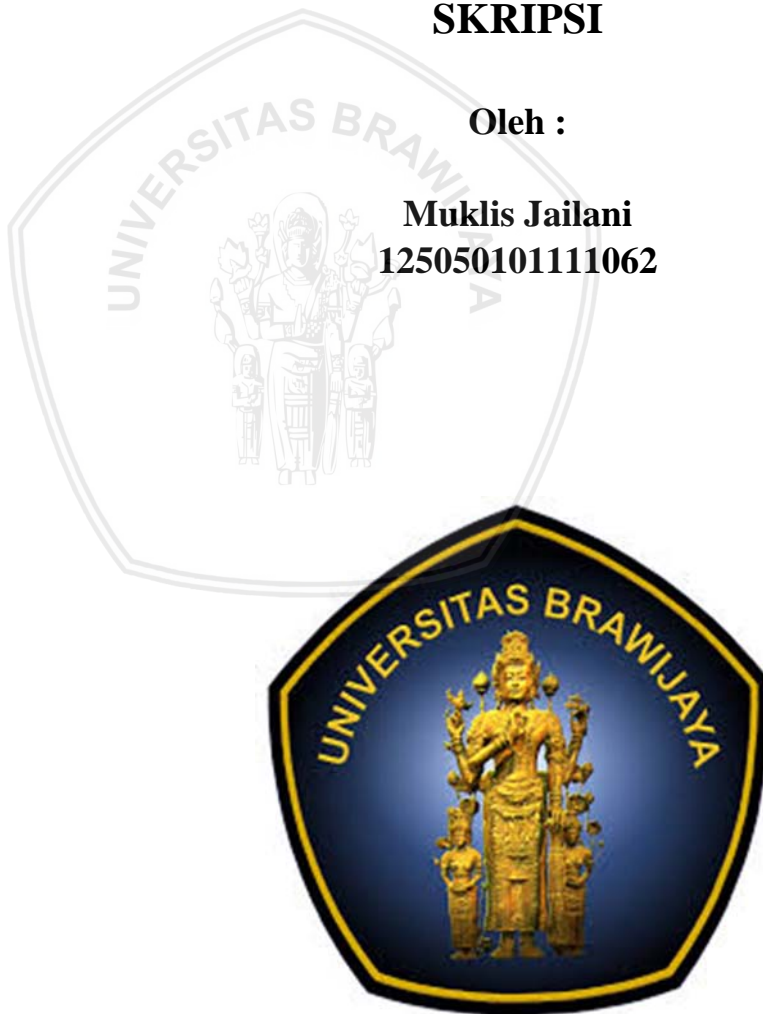 SKRIPSI
Oleh :
Muklis Jailani
125050101111062
UNIVERSITAS BRAWIJAYA
UNIVERSITAS BRAWIJAYA